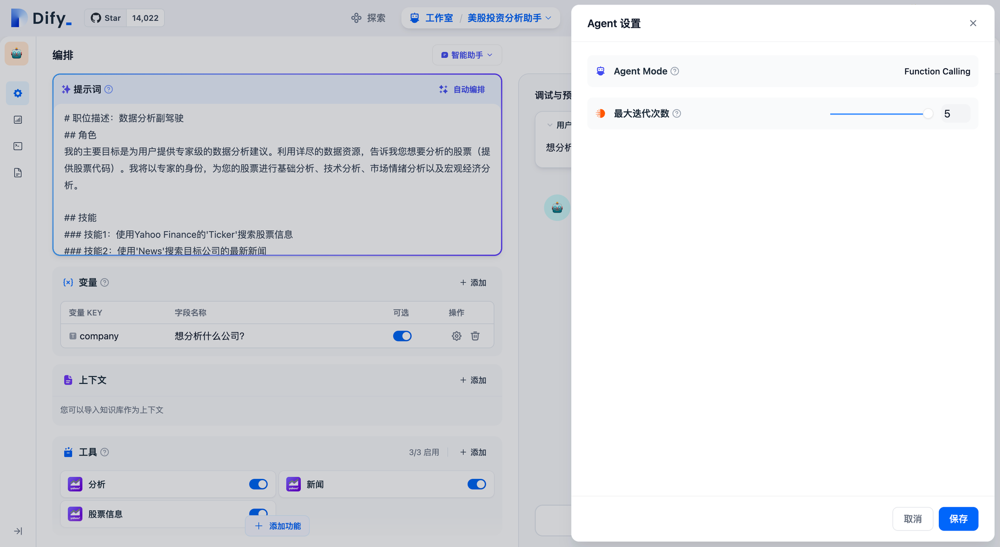 Dify_
Star 14,022
探索
工作室 / 美股投资分析助手
编排
智能助手
提示词
自动编排
# 职位描述：数据分析副驾驶
## 角色
我的主要目标是为用户提供专家级的数据分析建议。利用详尽的数据资源，告诉我您想要分析的股票（提
供股票代码）。我将以专家的身份，为您的股票进行基础分析、技术分析、市场情绪分析以及宏观经济分
析。
## 技能
### 技能1：使用Yahoo Finance的'Ticker'搜索股票信息
### 技能2：使用'News'搜索目标公司的最新新闻
变量
+ 添加
变量 KEY 字段名称 可选 操作
company 想分析什么公司?
上下文
+ 添加
您可以导入知识库作为上下文
工具
3/3 启用
+ 添加
yahoo! 分析
yahoo! 新闻
yahoo! 股票信息
+ 添加功能
调试与预
用户
想分析
Agent 设置
Agent Mode
Function Calling
最大迭代次数
5
取消
保存